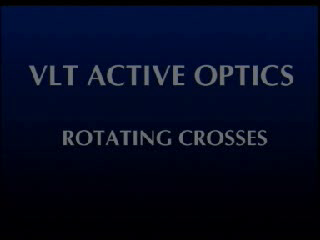 VLT ACTIVE OPTICS
ROTATING CROSSES